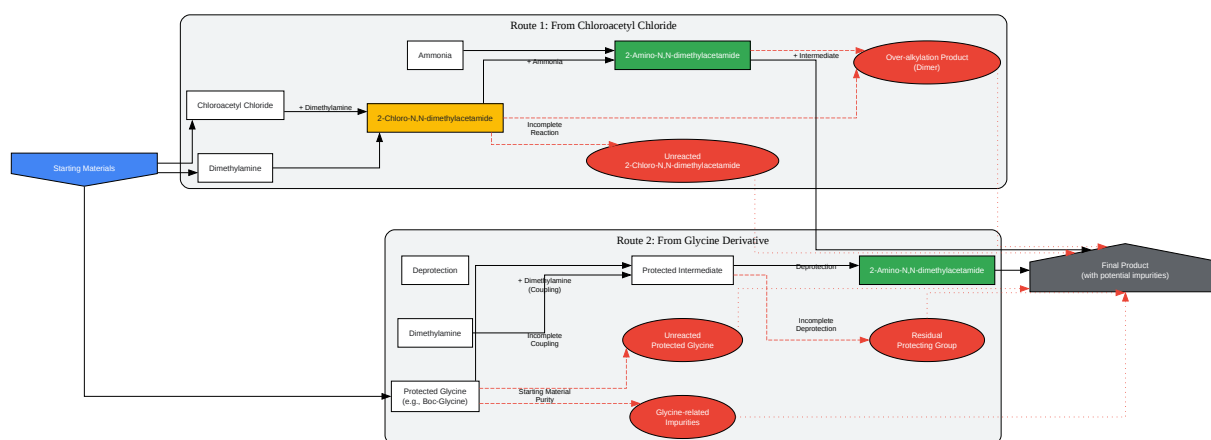 Route 1: From Chloroacetyl Chloride
Ammonia
+ Ammonia
2-Amino-N,N-dimethylacetamide
+ Intermediate
Over-alkylation Product
(Dimer)
Chloroacetyl Chloride
+ Dimethylamine
2-Chloro-N,N-dimethylacetamide
Incomplete
Reaction
Unreacted
2-Chloro-N,N-dimethylacetamide
Starting Materials
Dimethylamine
Route 2: From Glycine Derivative
Deprotection
+ Dimethylamine
(Coupling)
Protected Intermediate
Deprotection
2-Amino-N,N-dimethylacetamide
Final Product
(with potential impurities)
Dimethylamine
Incomplete
Coupling
Unreacted
Protected Glycine
Incomplete
Deprotection
Residual
Protecting Group
Protected Glycine
(e.g., Boc-Glycine)
Starting Material
Purity
Glycine-related
Impurities